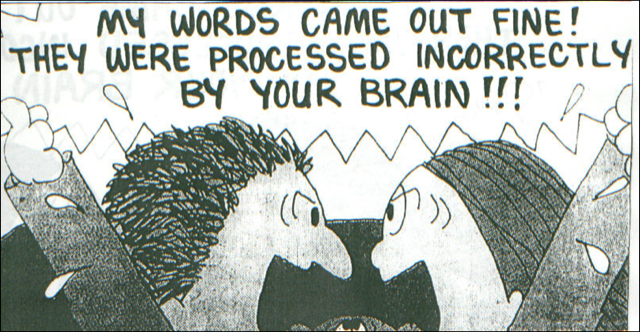 MY WORDS CAME OUT FINE!
THEY WERE PROCESSED INCORRECTLY
BY YOUR BRAIN!!!